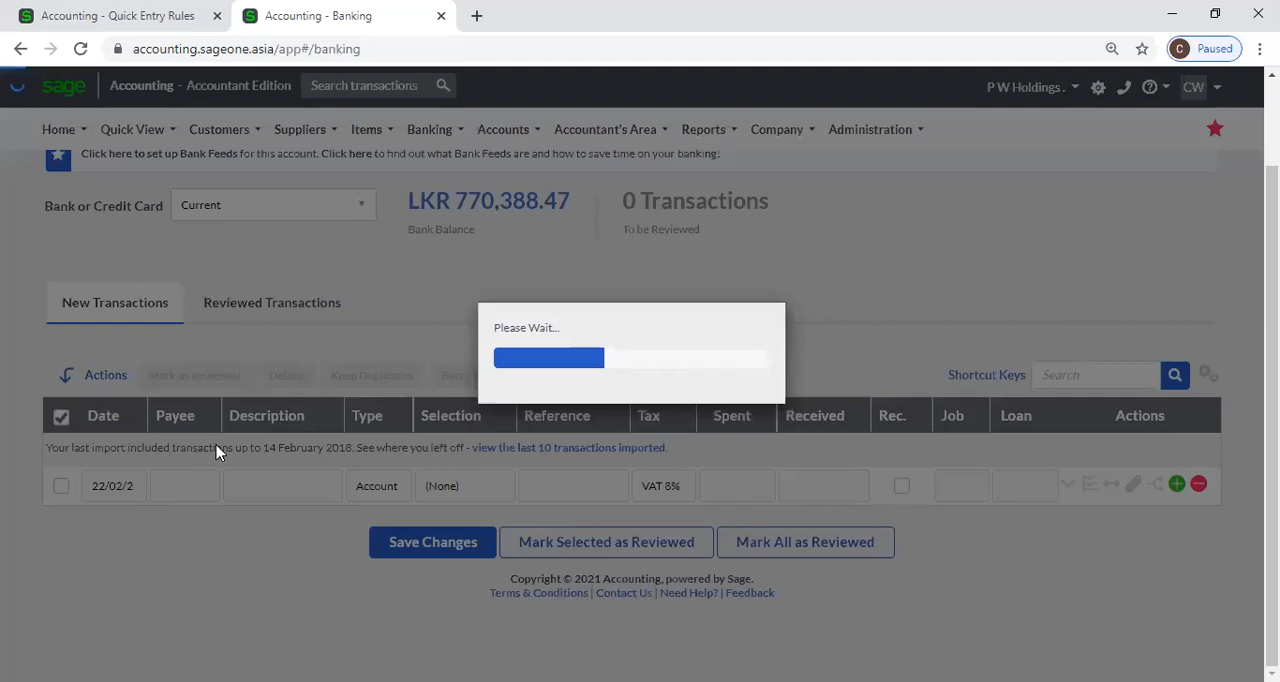 Accounting - Quick Entry Rules
Accounting - Banking
accounting.sageone.asia/app#/banking
C Paused
sage Accounting - Accountant Edition Search transactions P W Holdings . CW
Home Quick View Customers Suppliers Items Banking Accounts Accountant's Area Reports Company Administration
Click here to set up Bank Feeds for this account. Click here to find out what Bank Feeds are and how to save time on your banking!
Bank or Credit Card Current LKR 770,388.47 0 Transactions
Bank Balance To be Reviewed
New Transactions Reviewed Transactions
Please Wait...
Actions Mark as Reviewed Delete Keep Duplicates Batc Shortcut Keys Search
Date Payee Description Type Selection Reference Tax Spent Received Rec. Job Loan Actions
Your last import included transactions up to 14 February 2018. See where you left off - view the last 10 transactions imported.
22/02/2 Account (None) VAT 8%
Save Changes Mark Selected as Reviewed Mark All as Reviewed
Copyright © 2021 Accounting, powered by Sage.
Terms & Conditions | Contact Us | Need Help? | Feedback